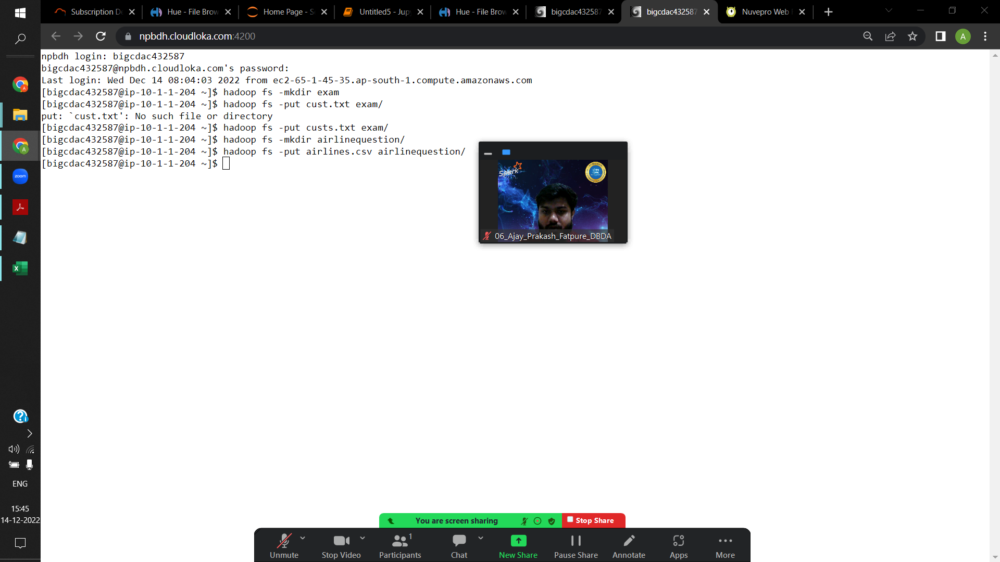 Subscription De
Hue - File Brow
Home Page - S
Untitled5 - Jup
Hue - File Brow
bigcdac432587
bigcdac432587
Nuvepro Web
npbdh.cloudloka.com:4200
A
npbdh login: bigcdac432587
bigcdac432587@npbdh.cloudloka.com's password:
Last login: Wed Dec 14 08:04:03 2022 from ec2-65-1-45-35.ap-south-1.compute.amazonaws.com
[bigcdac432587@ip-10-1-1-204 ~]$ hadoop fs -mkdir exam
[bigcdac432587@ip-10-1-1-204 ~]$ hadoop fs -put cust.txt exam/
put: `cust.txt': No such file or directory
[bigcdac432587@ip-10-1-1-204 ~]$ hadoop fs -put custs.txt exam/
[bigcdac432587@ip-10-1-1-204 ~]$ hadoop fs -mkdir airlinequestion/
[bigcdac432587@ip-10-1-1-204 ~]$ hadoop fs -put airlines.csv airlinequestion/
[bigcdac432587@ip-10-1-1-204 ~]$
Spark
06_Ajay_Prakash_Fatpure_DBDA
zoom
ENG
15:45
14-12-2022
You are screen sharing
Stop Share
Unmute
Stop Video
1
Participants
Chat
New Share
Pause Share
Annotate
Apps
More